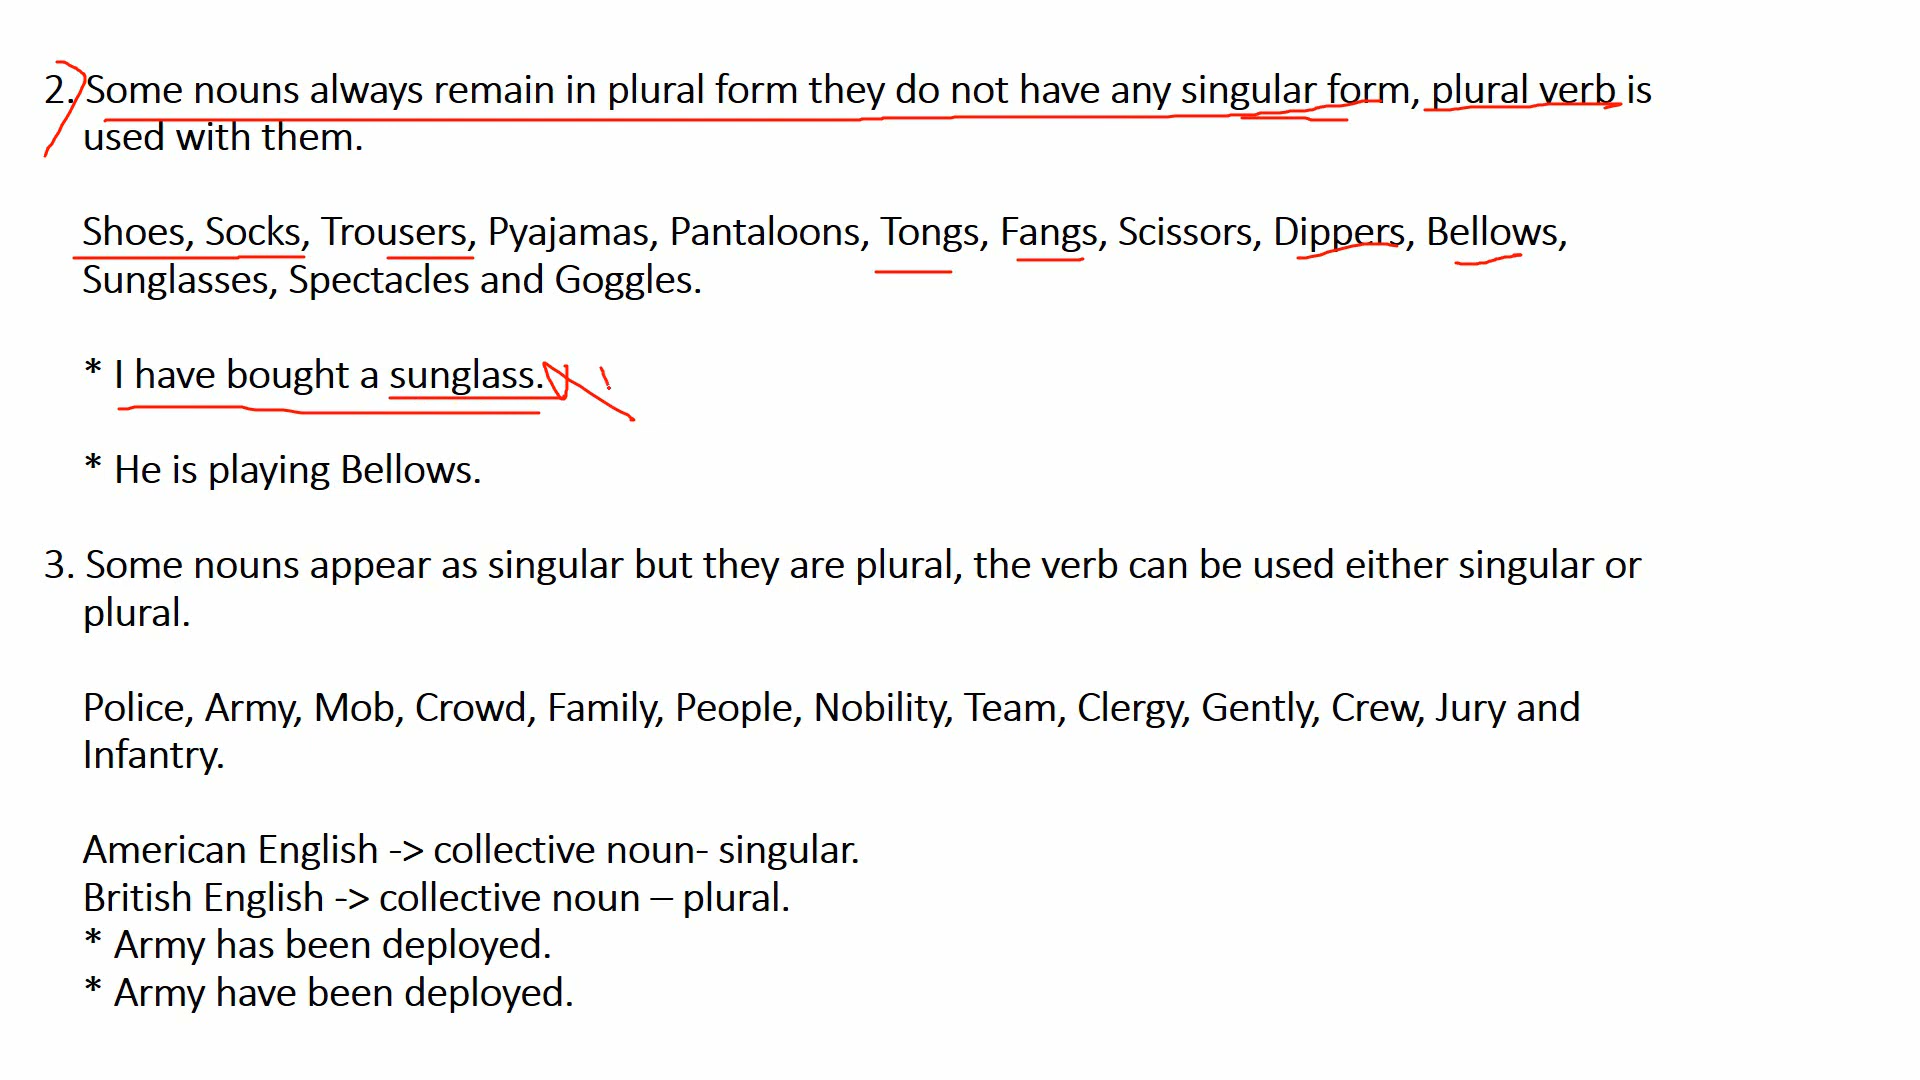 2. Some nouns always remain in plural form they do not have any singular form, plural verb is
used with them.
Shoes, Socks, Trousers, Pyajamas, Pantaloons, Tongs, Fangs, Scissors, Dippers, Bellows,
Sunglasses, Spectacles and Goggles.
* I have bought a sunglass.
* He is playing Bellows.
3. Some nouns appear as singular but they are plural, the verb can be used either singular or
plural.
Police, Army, Mob, Crowd, Family, People, Nobility, Team, Clergy, Gently, Crew, Jury and
Infantry.
American English -> collective noun- singular.
British English -> collective noun – plural.
* Army has been deployed.
* Army have been deployed.